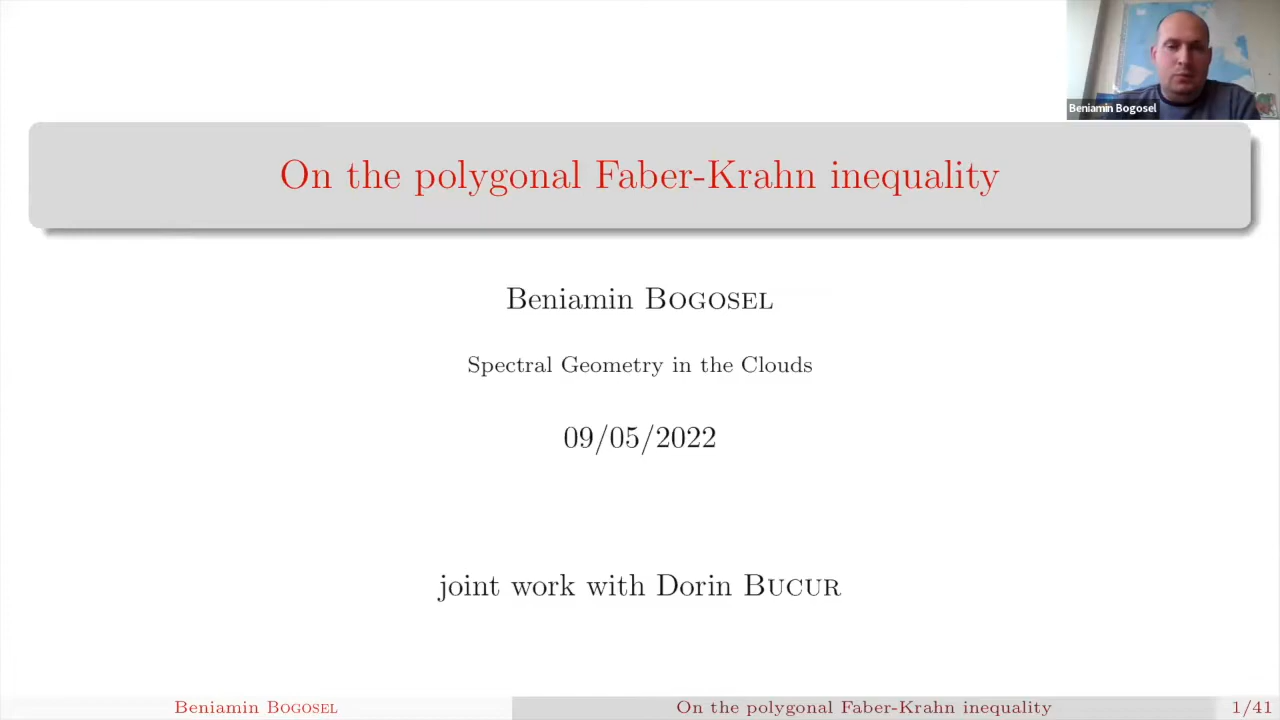 Beniamin Bogosel
On the polygonal Faber-Krahn inequality
Beniamin BOGOSEL
Spectral Geometry in the Clouds
09/05/2022
joint work with Dorin BUCUR
Beniamin BOGOSEL
On the polygonal Faber-Krahn inequality
1/41